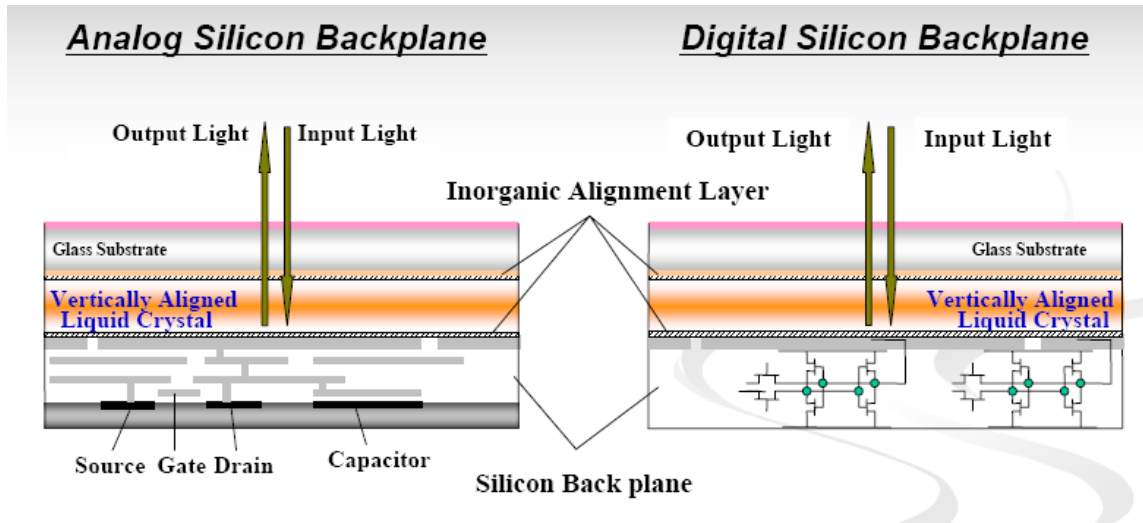 Analog Silicon Backplane
Digital Silicon Backplane
Output Light
Input Light
Output Light
Input Light
Inorganic Alignment Layer
Glass Substrate
Glass Substrate
Vertically Aligned
Liquid Crystal
Vertically Aligned
Liquid Crystal
Source
Gate
Drain
Capacitor
Silicon Back plane